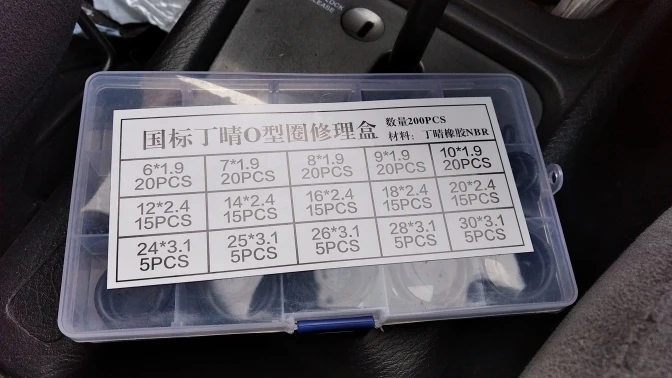 LOCK
RELEASE
国标丁晴O型圈修理盒
数量200PCS
材料：丁晴橡胶NBR
6*1.9 7*1.9 8*1.9 9*1.9 10*1.9
20PCS 20PCS 20PCS 20PCS 20PCS
12*2.4 14*2.4 16*2.4 18*2.4 20*2.4
15PCS 15PCS 15PCS 15PCS 15PCS
24*3.1 25*3.1 26*3.1 28*3.1 30*3.1
5PCS 5PCS 5PCS 5PCS 5PCS